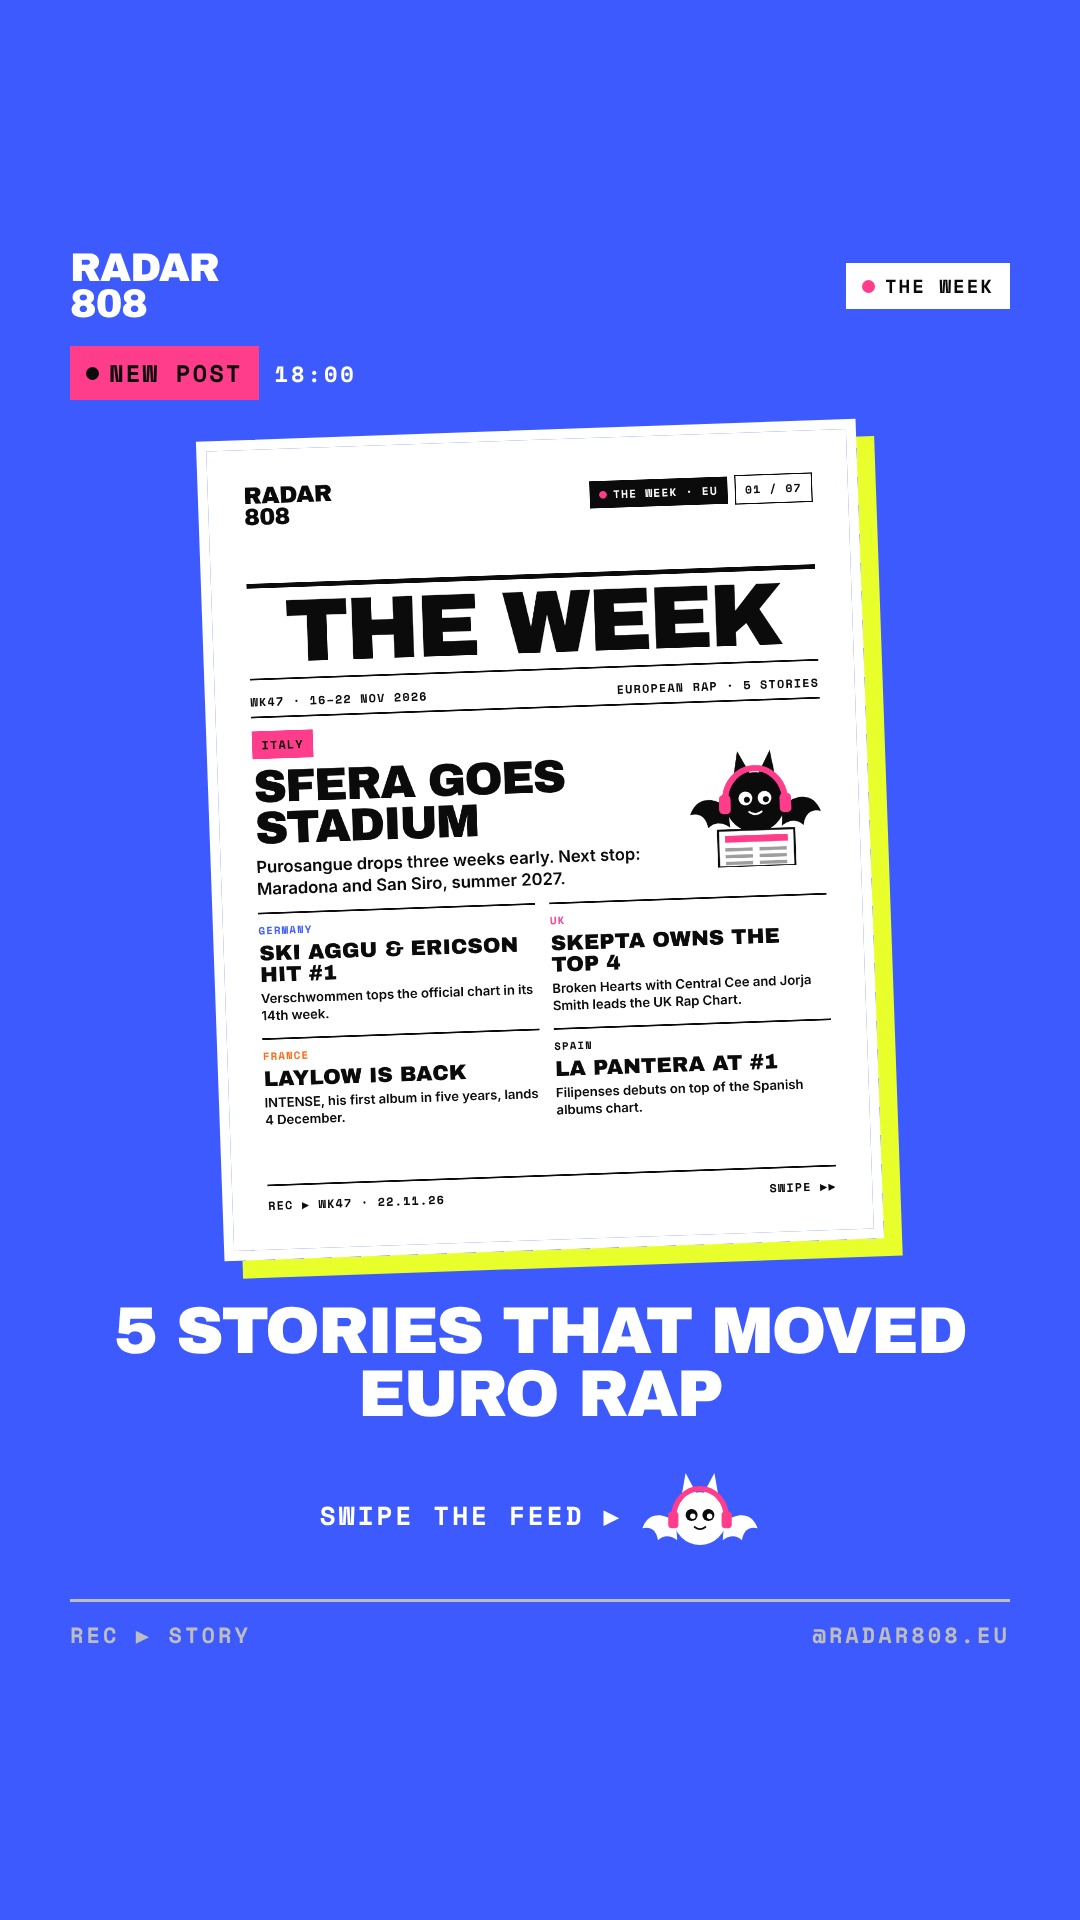 RADAR
808
THE WEEK
NEW POST 18:00
RADAR
808
THE WEEK · EU
01 / 07
THE WEEK
WK47 · 16–22 NOV 2026
EUROPEAN RAP · 5 STORIES
ITALY
SFERA GOES
STADIUM
Purosangue drops three weeks early. Next stop:
Maradona and San Siro, summer 2027.
GERMANY
SKI AGGU & ERICSON
HIT #1
Verschwommen tops the official chart in its
14th week.
UK
SKEPTA OWNS THE
TOP 4
Broken Hearts with Central Cee and Jorja
Smith leads the UK Rap Chart.
FRANCE
LAYLOW IS BACK
INTENSE, his first album in five years, lands
4 December.
SPAIN
LA PANTERA AT #1
Filipenses debuts on top of the Spanish
albums chart.
REC ▶ WK47 · 22.11.26
SWIPE ▶▶
5 STORIES THAT MOVED
EURO RAP
SWIPE THE FEED ▶
REC ▶ STORY
@RADAR808.EU